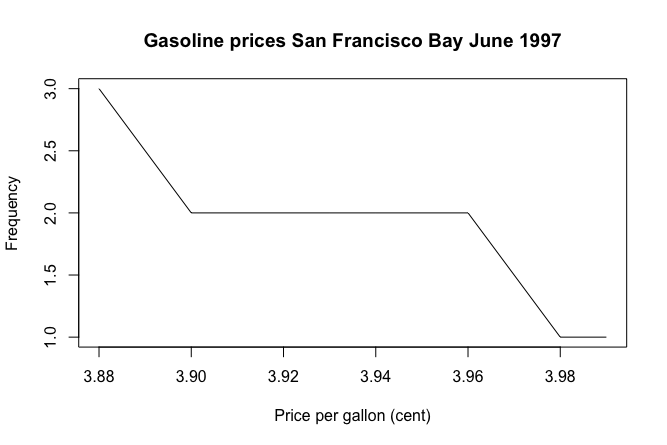 Gasoline prices San Francisco Bay June 1997
3.0
2.5
2.0
1.5
1.0
Frequency
3.88 3.90 3.92 3.94 3.96 3.98
Price per gallon (cent)